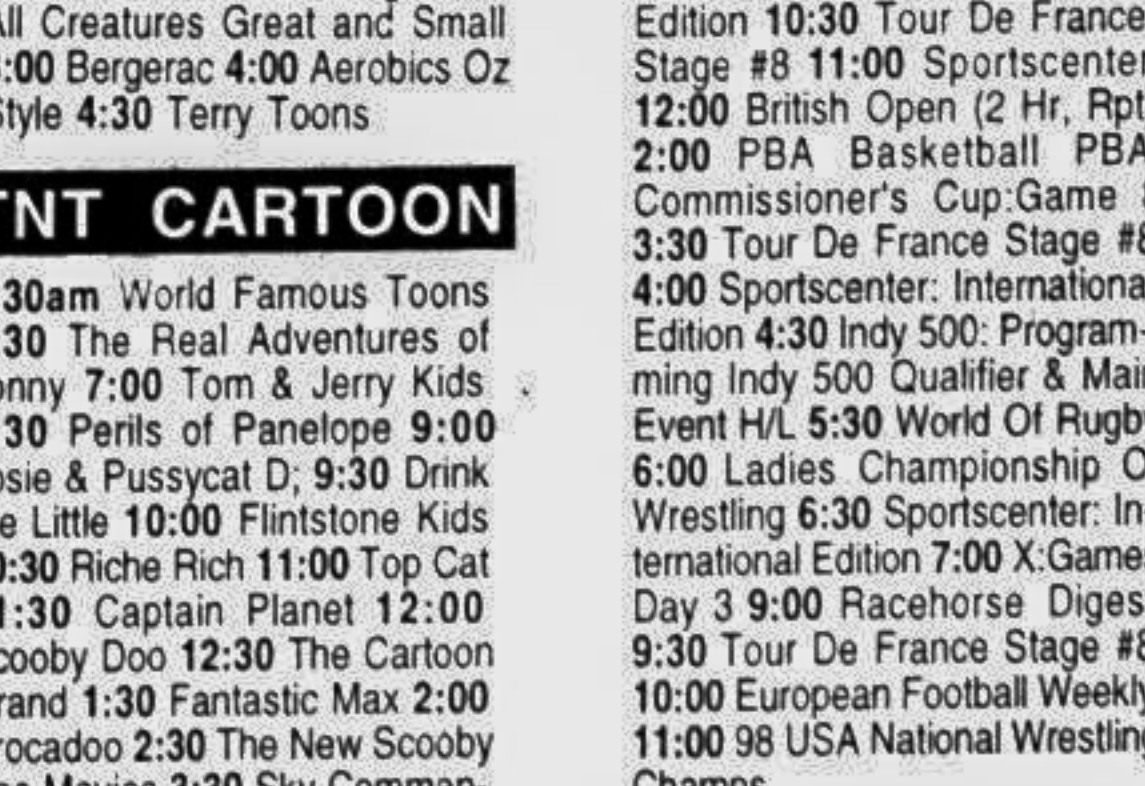 All Creatures Great and Small
:00 Bergerac 4:00 Aerobics Oz
Style 4:30 Terry Toons
TNT CARTOON
:30am World Famous Toons
:30 The Real Adventures of
onny 7:00 Tom & Jerry Kids
:30 Perils of Panelope 9:00
osie & Pussycat D; 9:30 Drink
e Little 10:00 Flintstone Kids
0:30 Riche Rich 11:00 Top Cat
1:30 Captain Planet 12:00
cooby Doo 12:30 The Cartoon
rand 1:30 Fantastic Max 2:00
rocadoo 2:30 The New Scooby
Movies 3:30 Sky Comman-
Edition 10:30 Tour De France
Stage #8 11:00 Sportscenter
12:00 British Open (2 Hr, Rpt
2:00 PBA Basketball PBA
Commissioner's Cup:Game
3:30 Tour De France Stage #8
4:00 Sportscenter: Internationa
Edition 4:30 Indy 500: Program-
ming Indy 500 Qualifier & Main
Event H/L 5:30 World Of Rugb
6:00 Ladies Championship O
Wrestling 6:30 Sportscenter: In
ternational Edition 7:00 X:Game
Day 3 9:00 Racehorse Diges
9:30 Tour De France Stage #8
10:00 European Football Weekly
11:00 98 USA National Wrestling
Champs